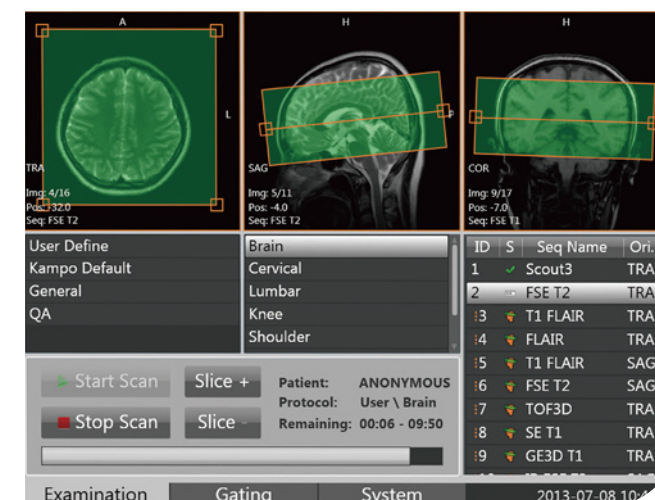 A
L
TRA
Img: 4/16
Pos: +32.0
Seq: FSE T2
H
P
SAG
Img: 5/11
Pos: -4.0
Seq: FSE T2
H
COR
Img: 9/17
Pos: -7.0
Seq: FSE T1
User Define
Kampo Default
General
QA
Brain
Cervical
Lumbar
Knee
Shoulder
ID S Seq Name Ori.
1 Scout3 TRA
2 FSE T2 TRA
3 T1 FLAIR TRA
4 FLAIR TRA
5 T1 FLAIR SAG
6 FSE T2 SAG
7 TOF3D TRA
8 SE T1 TRA
9 GE3D T1 TRA
Start Scan
Slice +
Stop Scan
Slice -
Patient: ANONYMOUS
Protocol: User \ Brain
Remaining: 00:06 - 09:50
Examination
Gating
System
2013-07-08